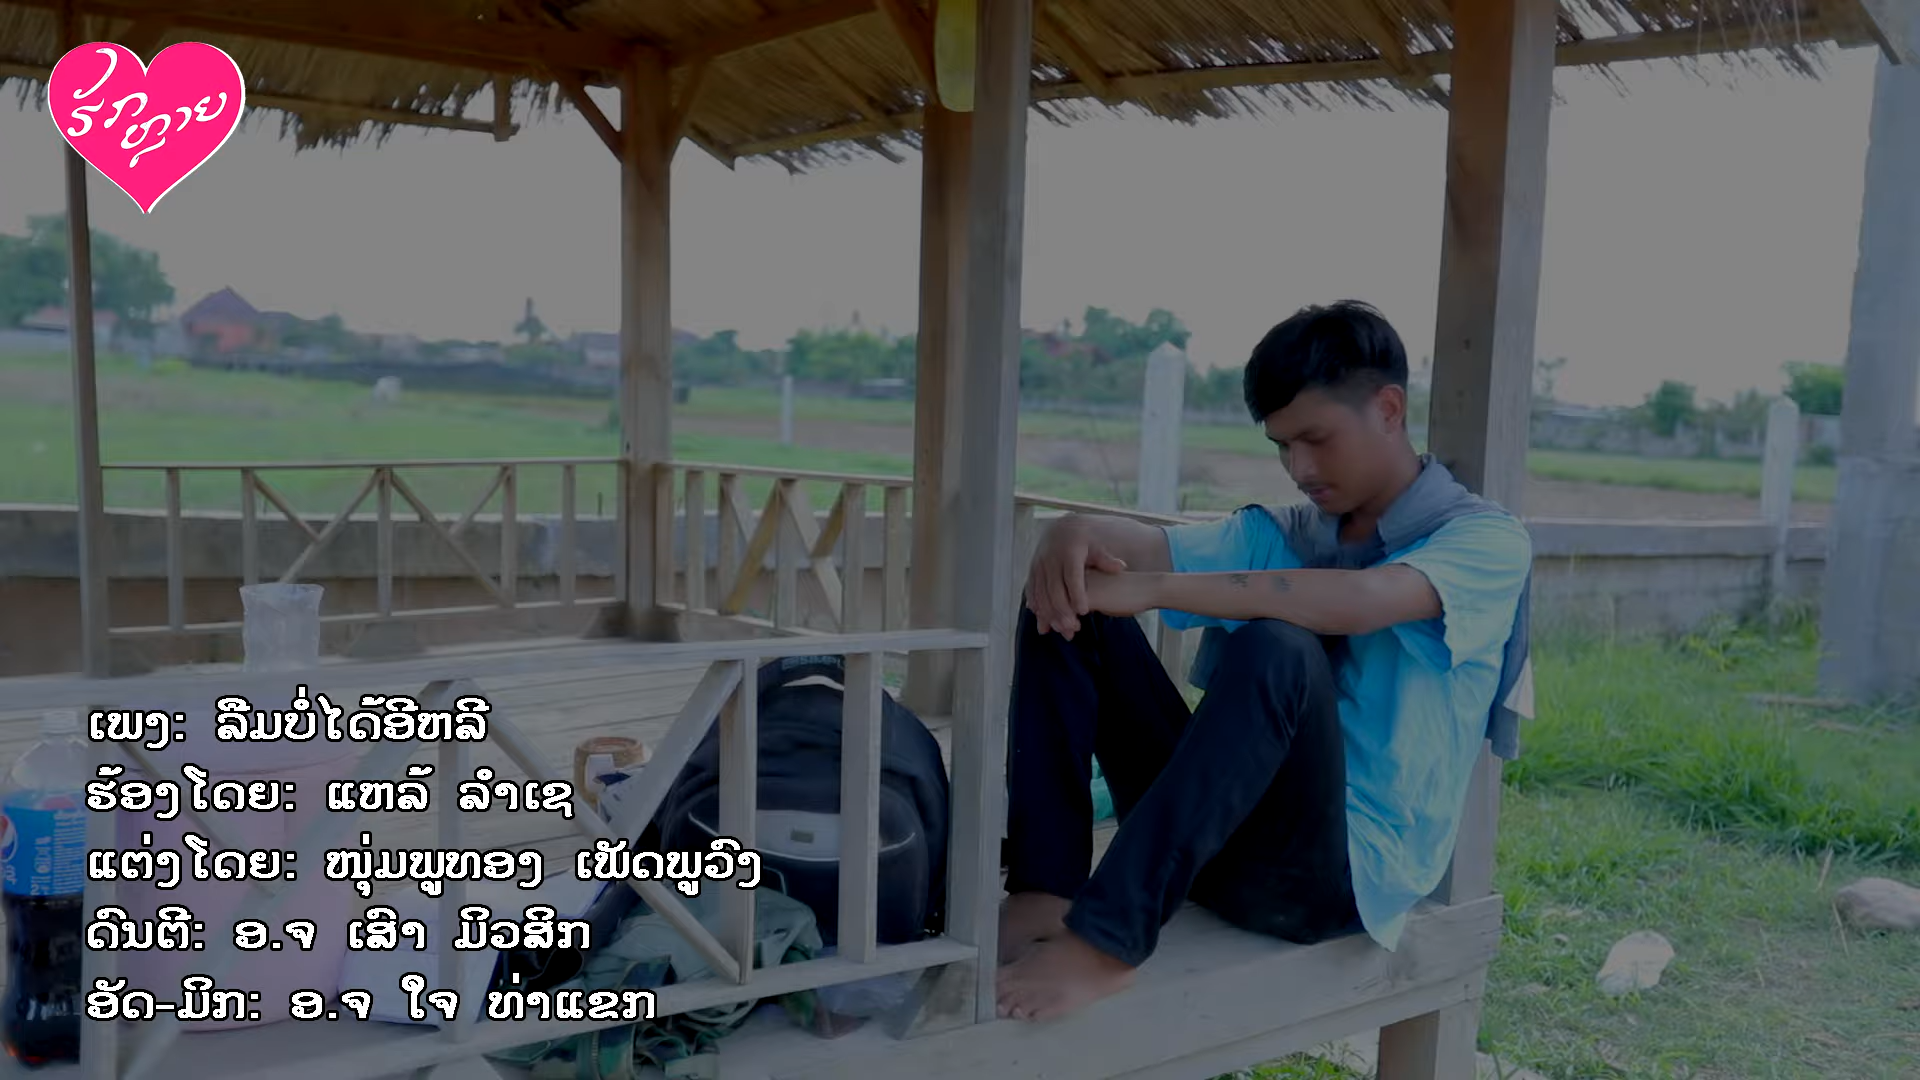 ຮັກຫຼາຍ
ເພງ: ລືມບໍ່ໄດ້ອີຫລີ
ຮ້ອງໂດຍ: ແຫລ້ ລຳເຊ
ແຕ່ງໂດຍ: ໜຸ່ມພູທອງ ເຟັດພູວົງ
ດົນຕີ: ອ.ຈ ເສົາ ມິວສິກ
ອັດ-ມິກ: ອ.ຈ ໃຈ ທ່າແຂກ